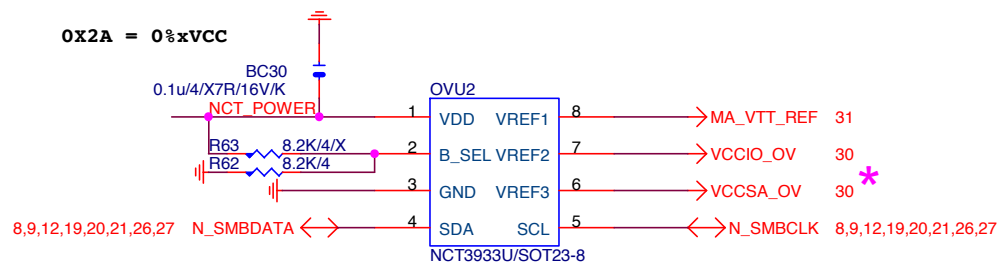 0X2A = 0%xVCC
BC30
0.1u/4/X7R/16V/K
NCT_POWER
OVU2
1 VDD VREF1 8 MA_VTT_REF 31
R63 8.2K/4/X
2 B_SEL VREF2 7 VCCIO_OV 30
R62 8.2K/4
3 GND VREF3 6 VCCSA_OV 30 *
8,9,12,19,20,21,26,27 N_SMBDATA 4 SDA SCL 5 N_SMBCLK 8,9,12,19,20,21,26,27
NCT3933U/SOT23-8